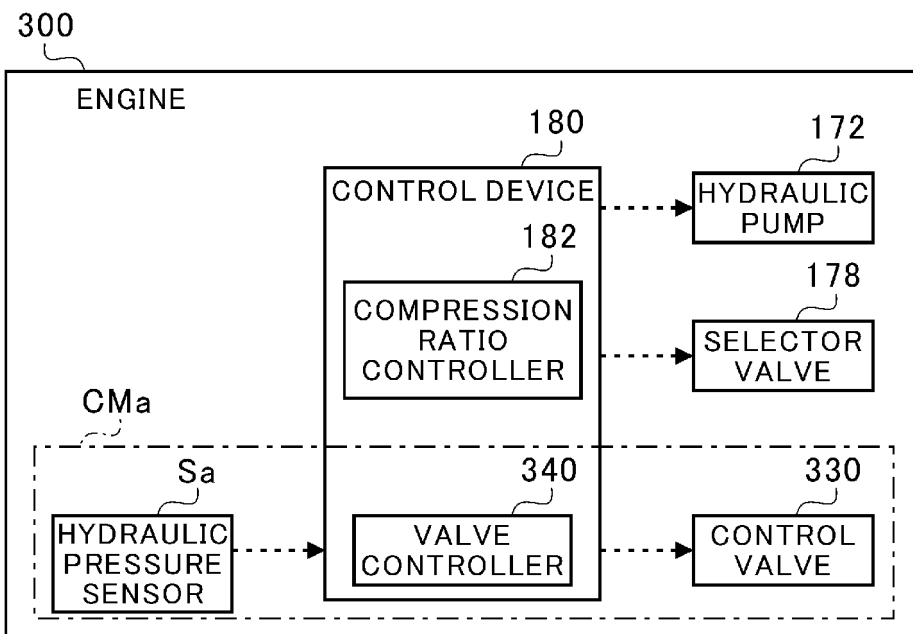 300
ENGINE
180
CONTROL DEVICE
172
HYDRAULIC
PUMP
182
COMPRESSION
RATIO
CONTROLLER
178
SELECTOR
VALVE
CMa
Sa
HYDRAULIC
PRESSURE
SENSOR
340
VALVE
CONTROLLER
330
CONTROL
VALVE